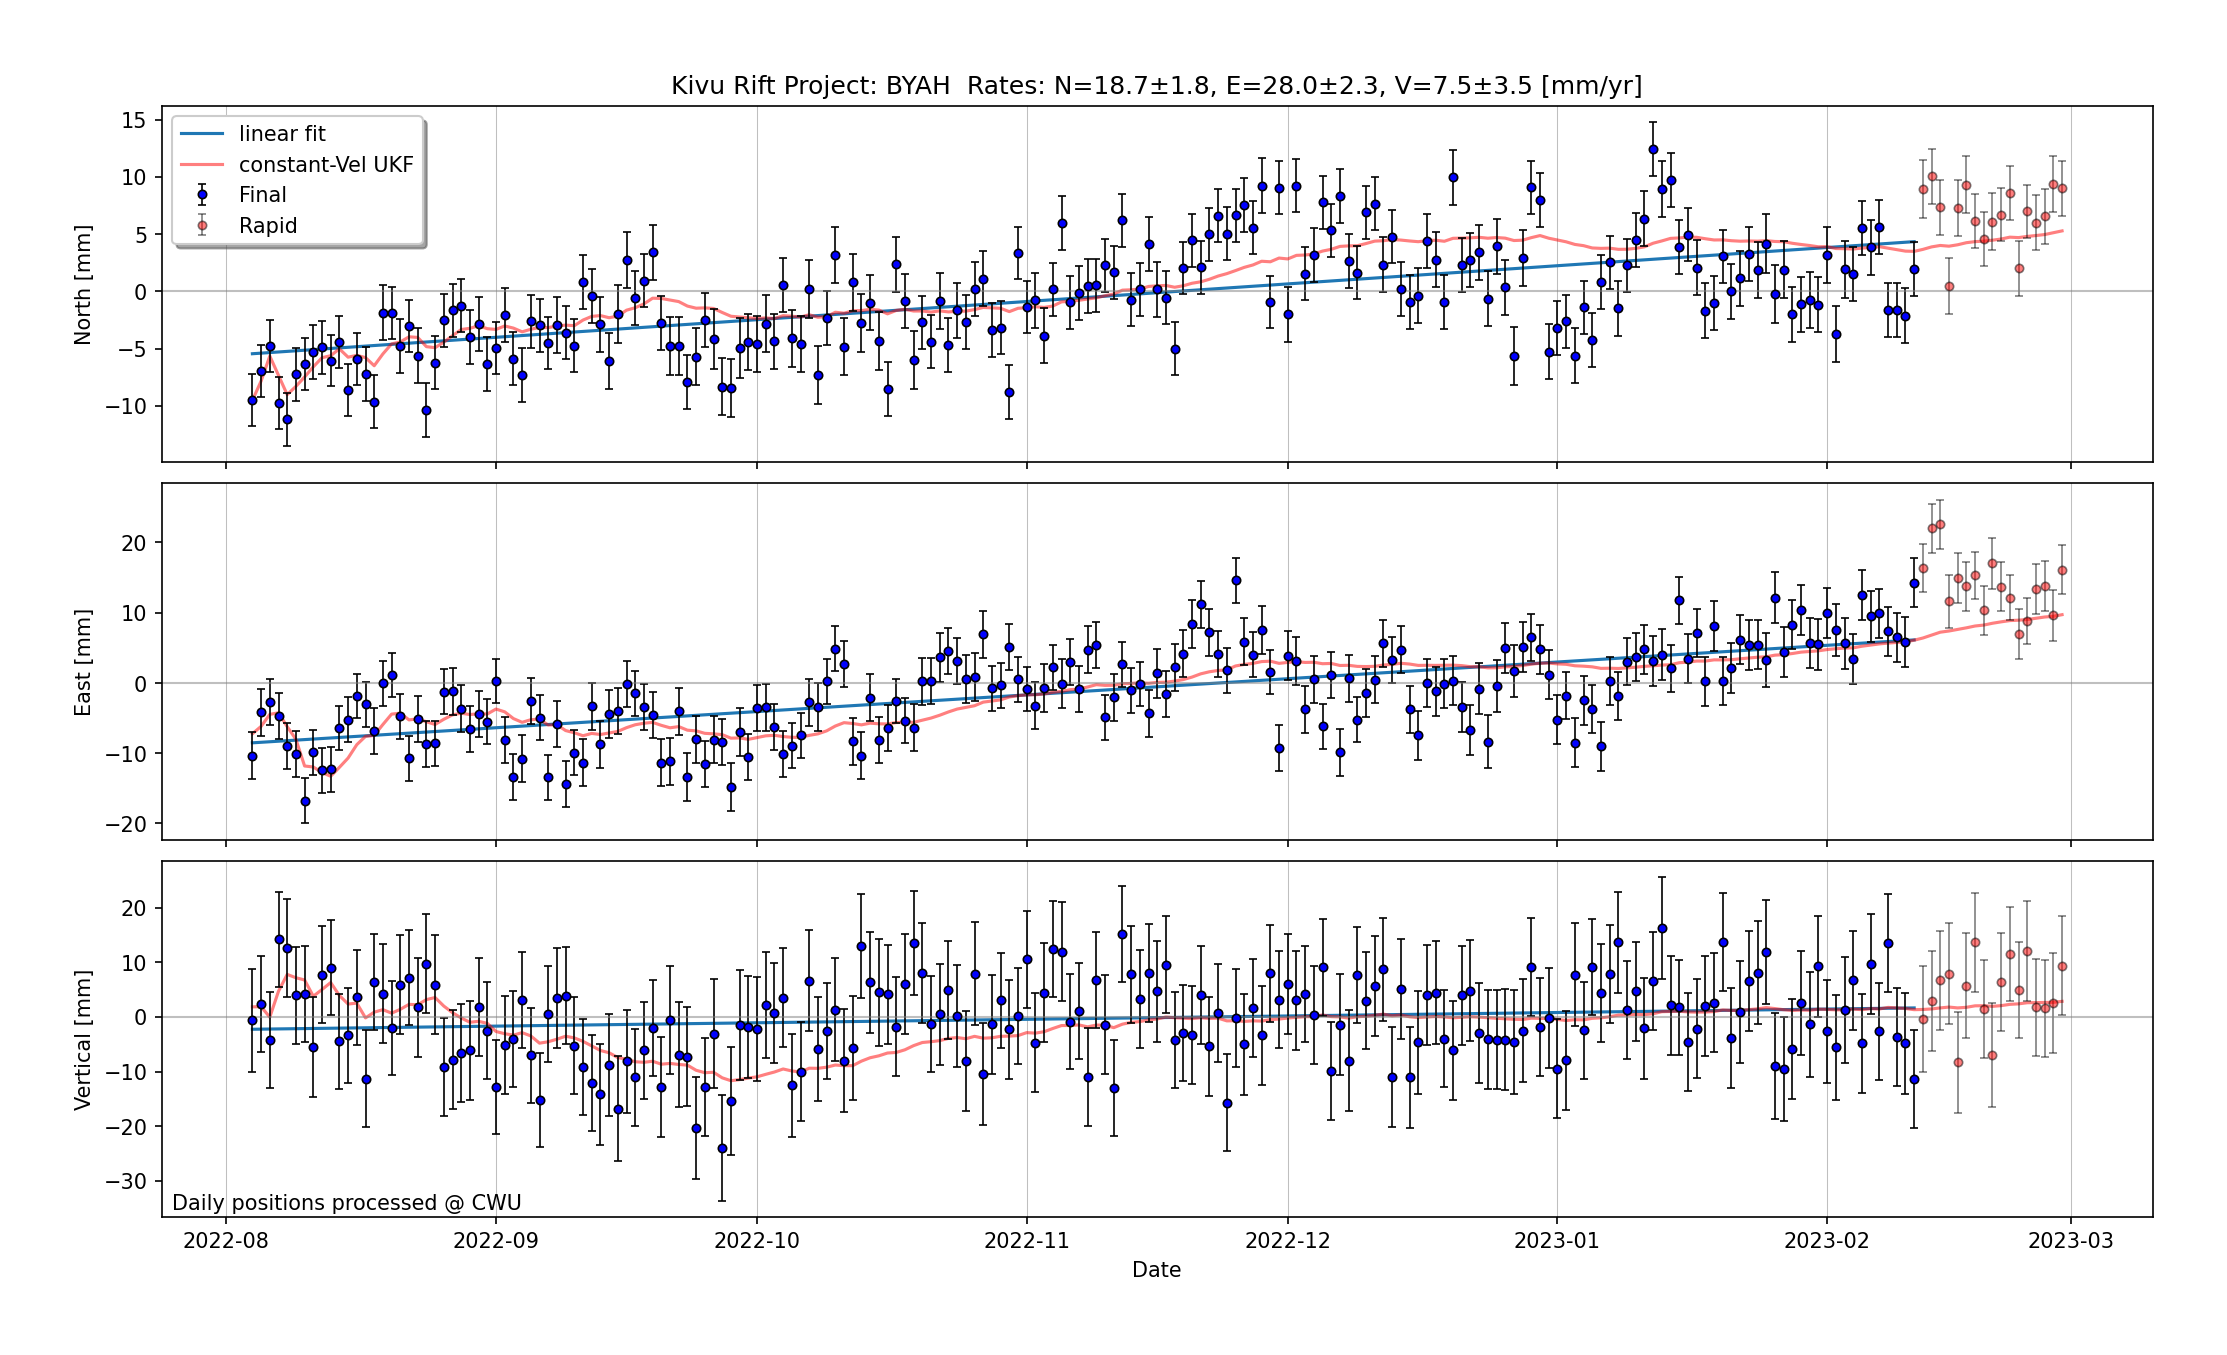 Kivu Rift Project: BYAH  Rates: N=18.7±1.8, E=28.0±2.3, V=7.5±3.5 [mm/yr]
linear fit
constant-Vel UKF
Final
Rapid
North [mm]
15
10
5
0
−5
−10
East [mm]
20
10
0
−10
−20
Vertical [mm]
20
10
0
−10
−20
−30
Daily positions processed @ CWU
2022-08 2022-09 2022-10 2022-11 2022-12 2023-01 2023-02 2023-03
Date